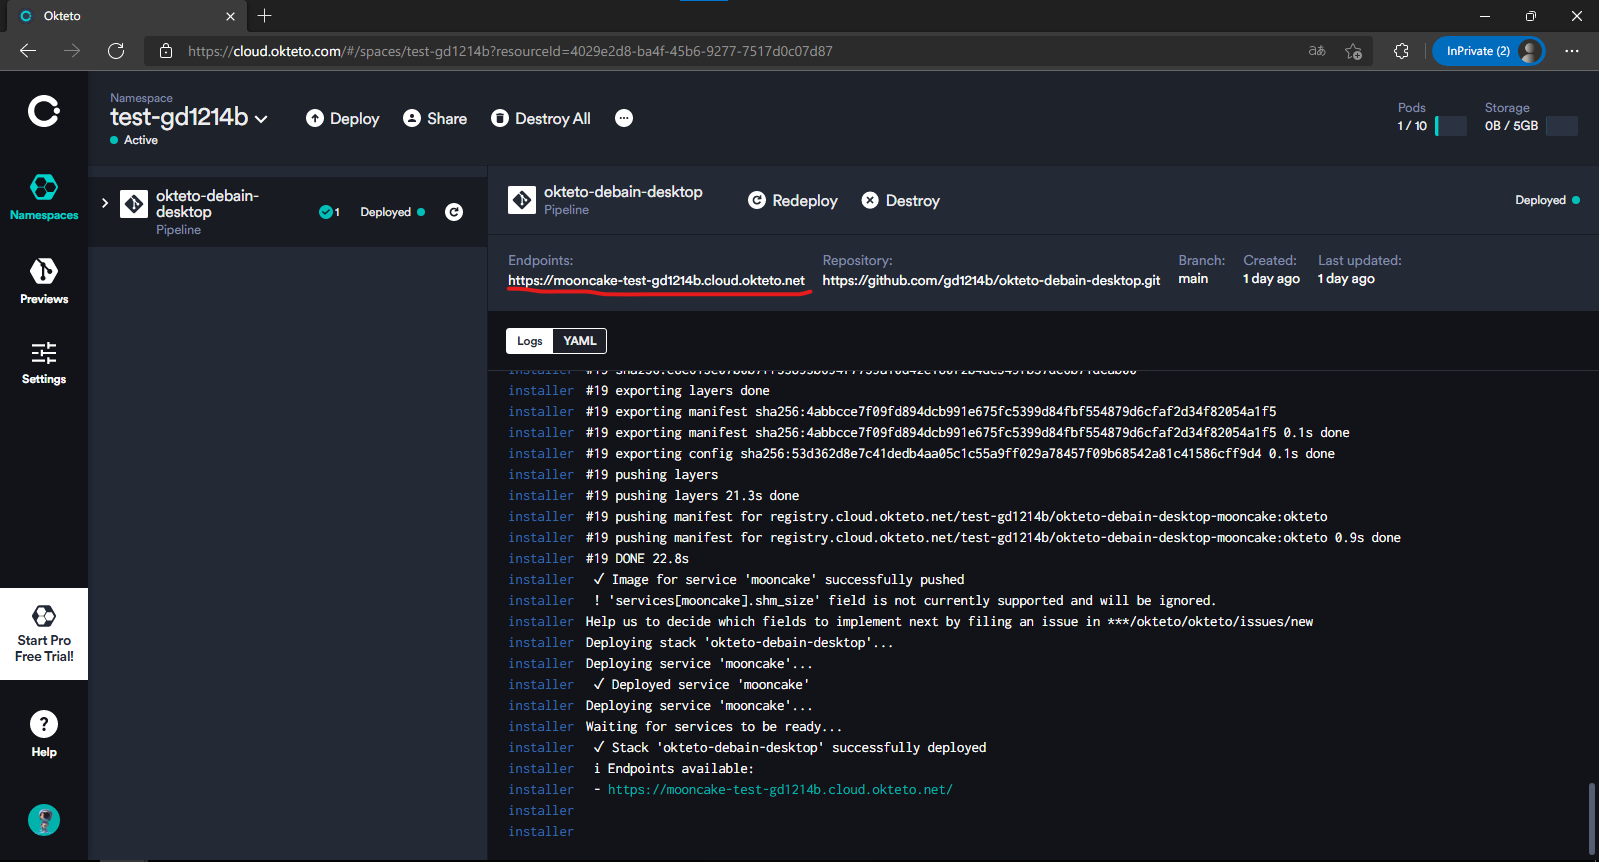 Okteto
https://cloud.okteto.com/#/spaces/test-gd1214b?resourceId=4029e2d8-ba4f-45b6-9277-7517d0c07d87
aあ
InPrivate (2)
Namespace
test-gd1214b
Active
Deploy
Share
Destroy All
Pods
1 / 10
Storage
0B / 5GB
Namespaces
Previews
Settings
Start Pro
Free Trial!
Help
okteto-debain-
desktop
Pipeline
1
Deployed
okteto-debain-desktop
Pipeline
Redeploy
Destroy
Deployed
Endpoints:
https://mooncake-test-gd1214b.cloud.okteto.net
Repository:
https://github.com/gd1214b/okteto-debain-desktop.git
Branch:
main
Created:
1 day ago
Last updated:
1 day ago
Logs
YAML
installer #19 exporting layers done
installer #19 exporting manifest sha256:4abbcce7f09fd894dcb991e675fc5399d84fbf554879d6cfaf2d34f82054a1f5
installer #19 exporting manifest sha256:4abbcce7f09fd894dcb991e675fc5399d84fbf554879d6cfaf2d34f82054a1f5 0.1s done
installer #19 exporting config sha256:53d362d8e7c41dedb4aa05c1c55a9ff029a78457f09b68542a81c41586cff9d4 0.1s done
installer #19 pushing layers
installer #19 pushing layers 21.3s done
installer #19 pushing manifest for registry.cloud.okteto.net/test-gd1214b/okteto-debain-desktop-mooncake:okteto
installer #19 pushing manifest for registry.cloud.okteto.net/test-gd1214b/okteto-debain-desktop-mooncake:okteto 0.9s done
installer #19 DONE 22.8s
installer ✓ Image for service 'mooncake' successfully pushed
installer ! 'services[mooncake].shm_size' field is not currently supported and will be ignored.
installer Help us to decide which fields to implement next by filing an issue in ***/okteto/okteto/issues/new
installer Deploying stack 'okteto-debain-desktop'...
installer Deploying service 'mooncake'...
installer ✓ Deployed service 'mooncake'
installer Deploying service 'mooncake'...
installer Waiting for services to be ready...
installer ✓ Stack 'okteto-debain-desktop' successfully deployed
installer i Endpoints available:
installer - https://mooncake-test-gd1214b.cloud.okteto.net/
installer
installer